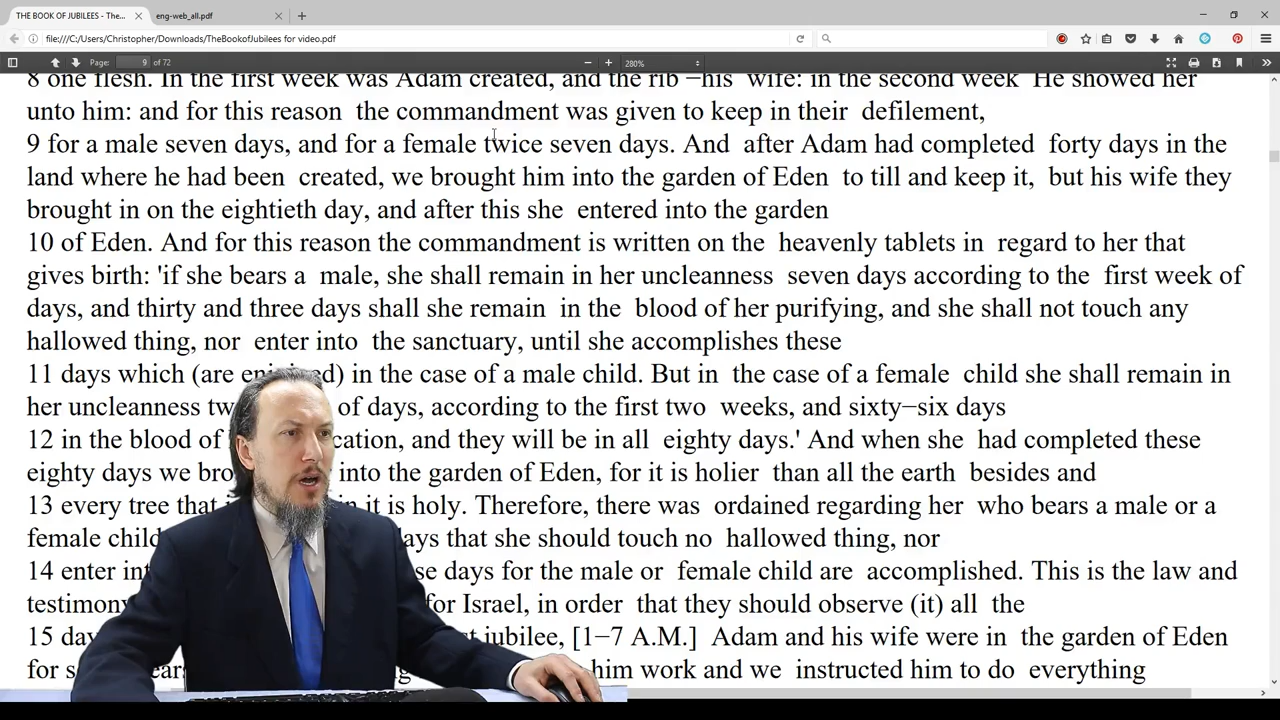 THE BOOK OF JUBILEES - The...
eng-web_all.pdf
file:///C:/Users/Christopher/Downloads/TheBookofJubilees for video.pdf
Page: 9 of 72
280%
8 one flesh. In the first week was Adam created, and the rib −his wife: in the second week He showed her
unto him: and for this reason the commandment was given to keep in their defilement,
9 for a male seven days, and for a female twice seven days. And after Adam had completed forty days in the
land where he had been created, we brought him into the garden of Eden to till and keep it, but his wife they
brought in on the eightieth day, and after this she entered into the garden
10 of Eden. And for this reason the commandment is written on the heavenly tablets in regard to her that
gives birth: 'if she bears a male, she shall remain in her uncleanness seven days according to the first week of
days, and thirty and three days shall she remain in the blood of her purifying, and she shall not touch any
hallowed thing, nor enter into the sanctuary, until she accomplishes these
11 days which (are in the case of a male child. But in the case of a female child she shall remain in
her uncleanness of days, according to the first two weeks, and sixty−six days
12 in the blood of and they will be in all eighty days.' And when she had completed these
eighty days we into the garden of Eden, for it is holier than all the earth besides and
13 every tree that in it is holy. Therefore, there was ordained regarding her who bears a male or a
female child that she should touch no hallowed thing, nor
14 enter days for the male or female child are accomplished. This is the law and
testimony for Israel, in order that they should observe (it) all the
15 jubilee, [1−7 A.M.] Adam and his wife were in the garden of Eden
for him work and we instructed him to do everything